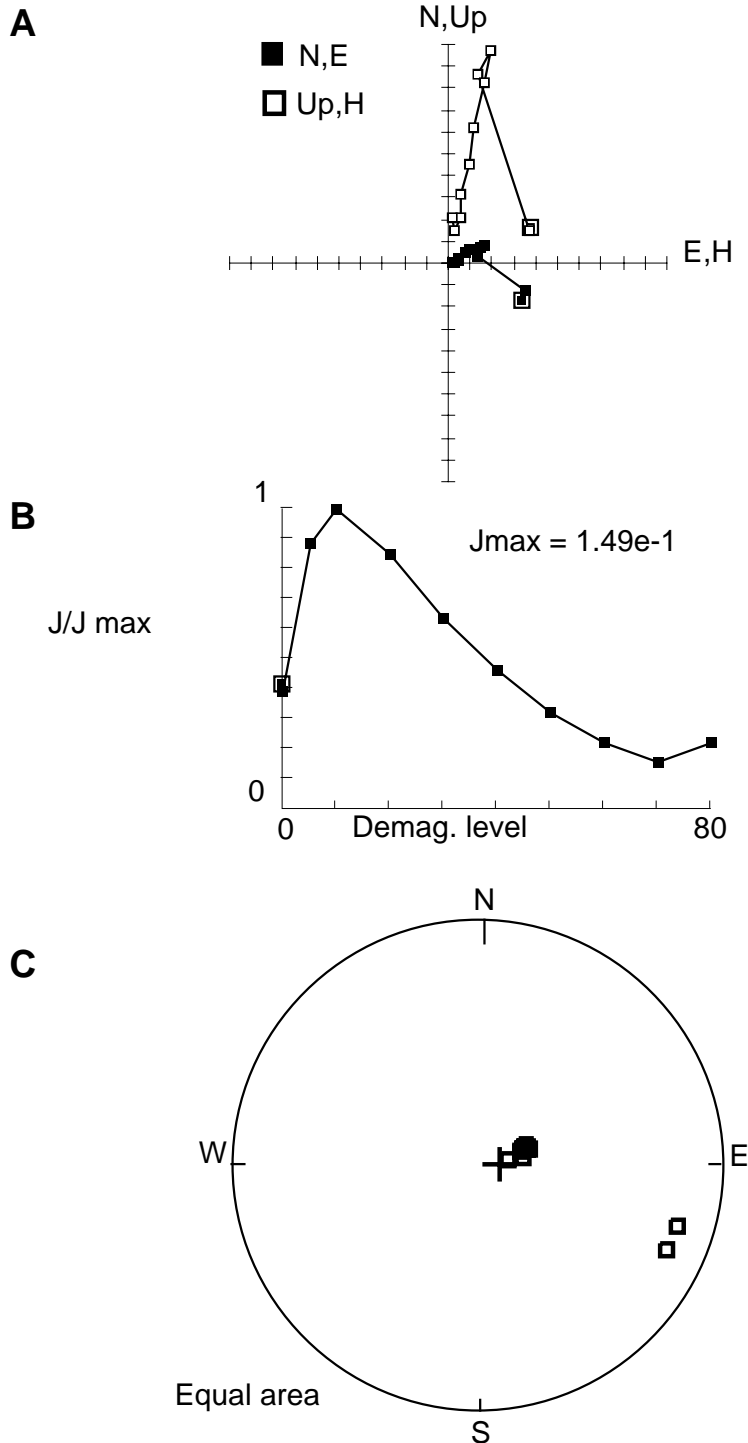 A
N,Up
N,E
Up,H
E,H
B
1
Jmax = 1.49e-1
J/J max
0
0
Demag. level
80
C
N
W
E
Equal area
S